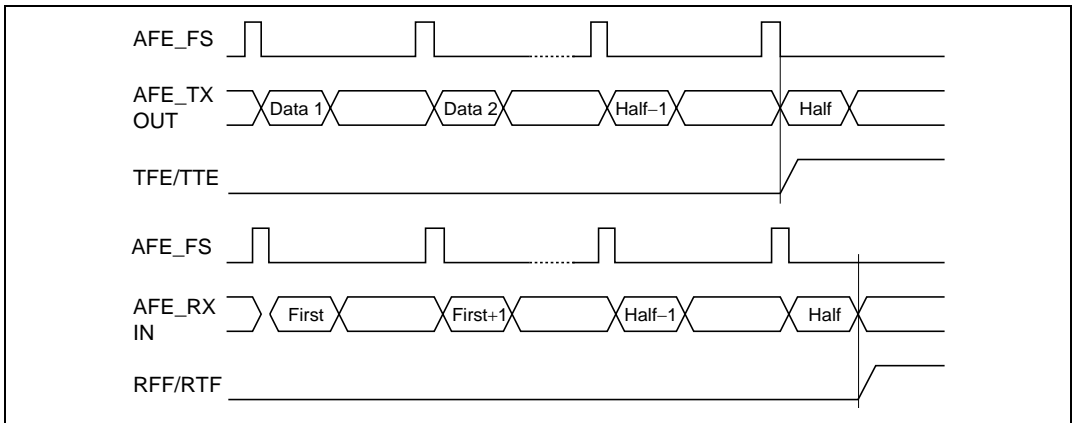 AFE_FS
AFE_TX
OUT
Data 1
Data 2
Half−1
Half
TFE/TTE
AFE_FS
AFE_RX
IN
First
First+1
Half−1
Half
RFF/RTF